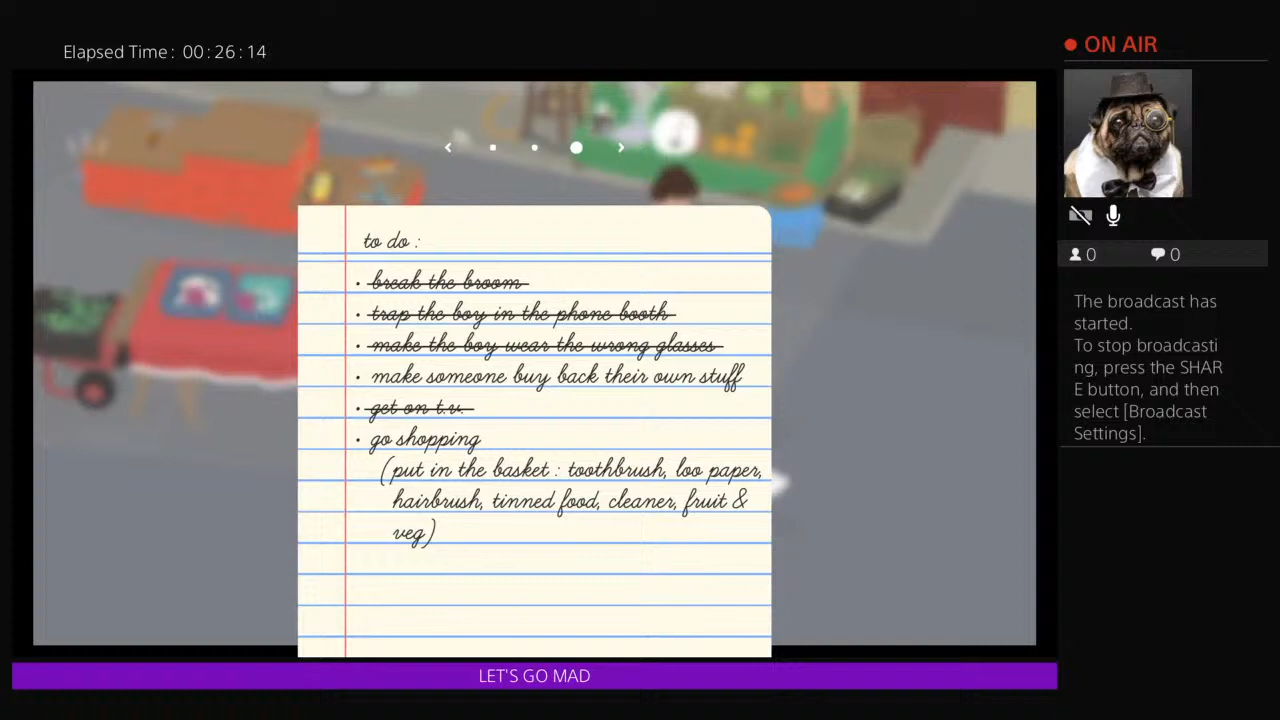 Elapsed Time: 00:26:14
ON AIR
to do :
• break the broom
• trap the boy in the phone booth
• make the boy wear the wrong glasses
• make someone buy back their own stuff
• get on t.v.
• go shopping
(put in the basket : toothbrush, loo paper,
hairbrush, tinned food, cleaner, fruit &
veg)
0
0
The broadcast has
started.
To stop broadcasti
ng, press the SHAR
E button, and then
select [Broadcast
Settings].
LET'S GO MAD